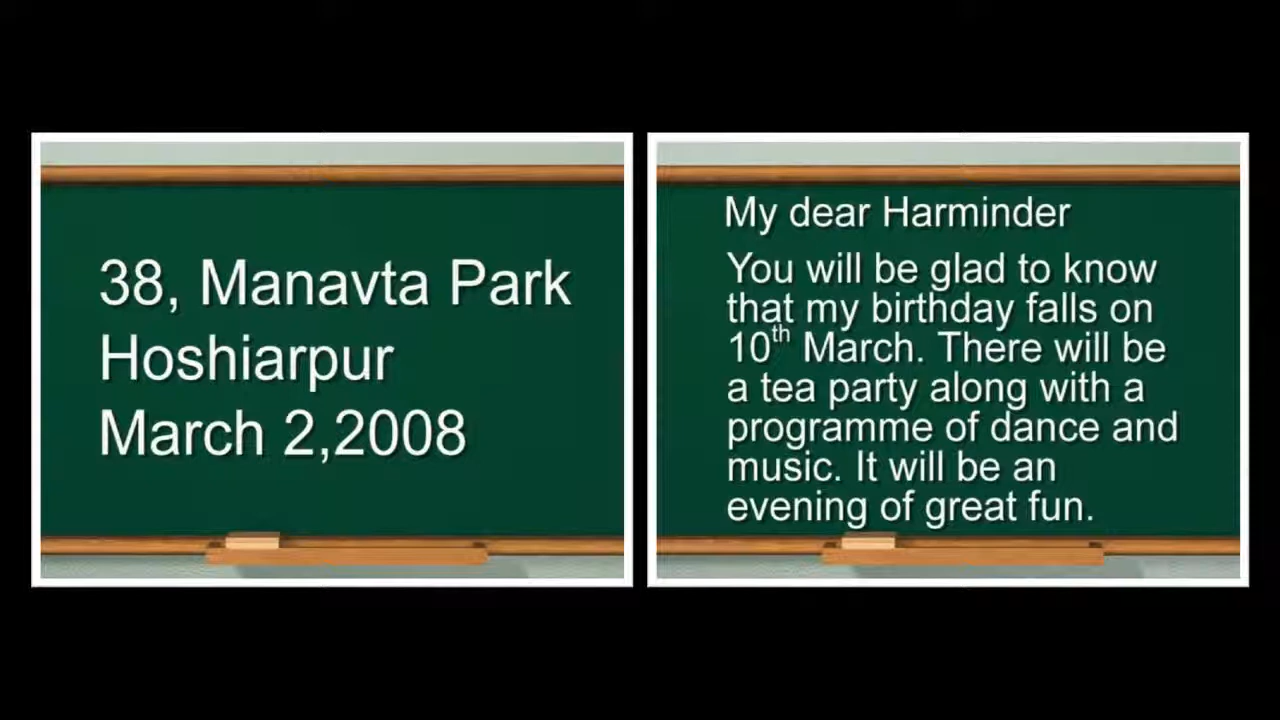 38, Manavta Park
Hoshiarpur
March 2,2008
My dear Harminder
You will be glad to know
that my birthday falls on
10th March. There will be
a tea party along with a
programme of dance and
music. It will be an
evening of great fun.